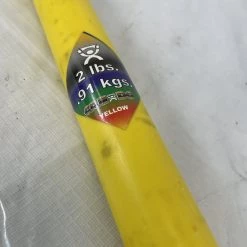 2 lbs.
.91 kgs.
YELLOW